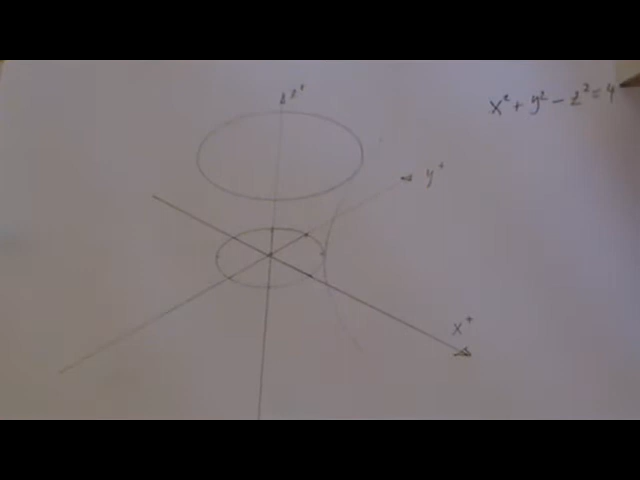 z+
x² + y² - z² = 4
y+
x+